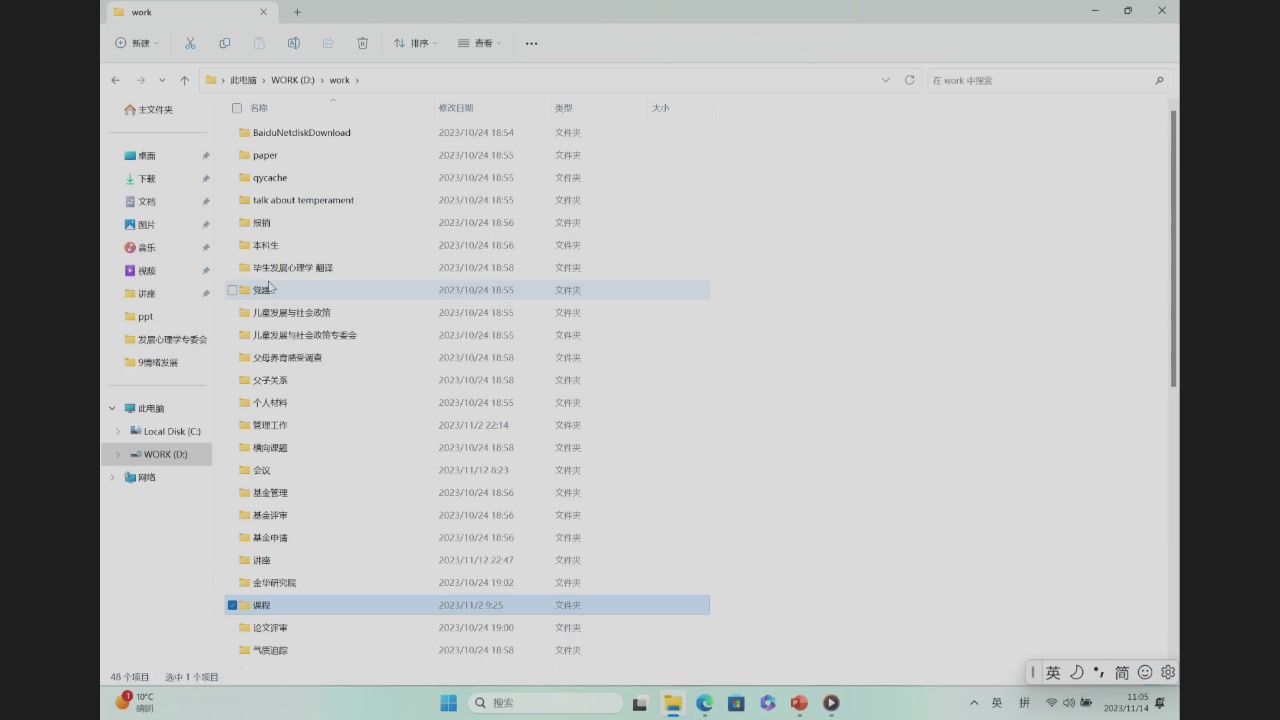 work
新建
排序
查看
此电脑 › WORK (D:) › work ›
在 work 中搜索
主文件夹
桌面
下载
文档
图片
音乐
视频
讲座
ppt
发展心理学专委会
9情绪发展
此电脑
Local Disk (C:)
WORK (D:)
网络
名称 修改日期 类型 大小
BaiduNetdiskDownload 2023/10/24 18:54 文件夹
paper 2023/10/24 18:55 文件夹
qycache 2023/10/24 18:55 文件夹
talk about temperament 2023/10/24 18:55 文件夹
报销 2023/10/24 18:56 文件夹
本科生 2023/10/24 18:56 文件夹
毕生发展心理学 翻译 2023/10/24 18:58 文件夹
党建 2023/10/24 18:55 文件夹
儿童发展与社会政策 2023/10/24 18:55 文件夹
儿童发展与社会政策专委会 2023/10/24 18:55 文件夹
父母养育感受调查 2023/10/24 18:58 文件夹
父子关系 2023/10/24 18:58 文件夹
个人材料 2023/10/24 18:55 文件夹
管理工作 2023/11/2 22:14 文件夹
横向课题 2023/10/24 18:58 文件夹
会议 2023/11/12 8:23 文件夹
基金管理 2023/10/24 18:56 文件夹
基金评审 2023/10/24 18:56 文件夹
基金申请 2023/10/24 18:56 文件夹
讲座 2023/11/12 22:47 文件夹
金华研究院 2023/10/24 19:02 文件夹
课程 2023/11/2 9:25 文件夹
论文评审 2023/10/24 19:00 文件夹
气质追踪 2023/10/24 18:58 文件夹
48 个项目 选中 1 个项目
英 简
1
10°C
晴朗
搜索
英 拼
11:05
2023/11/14